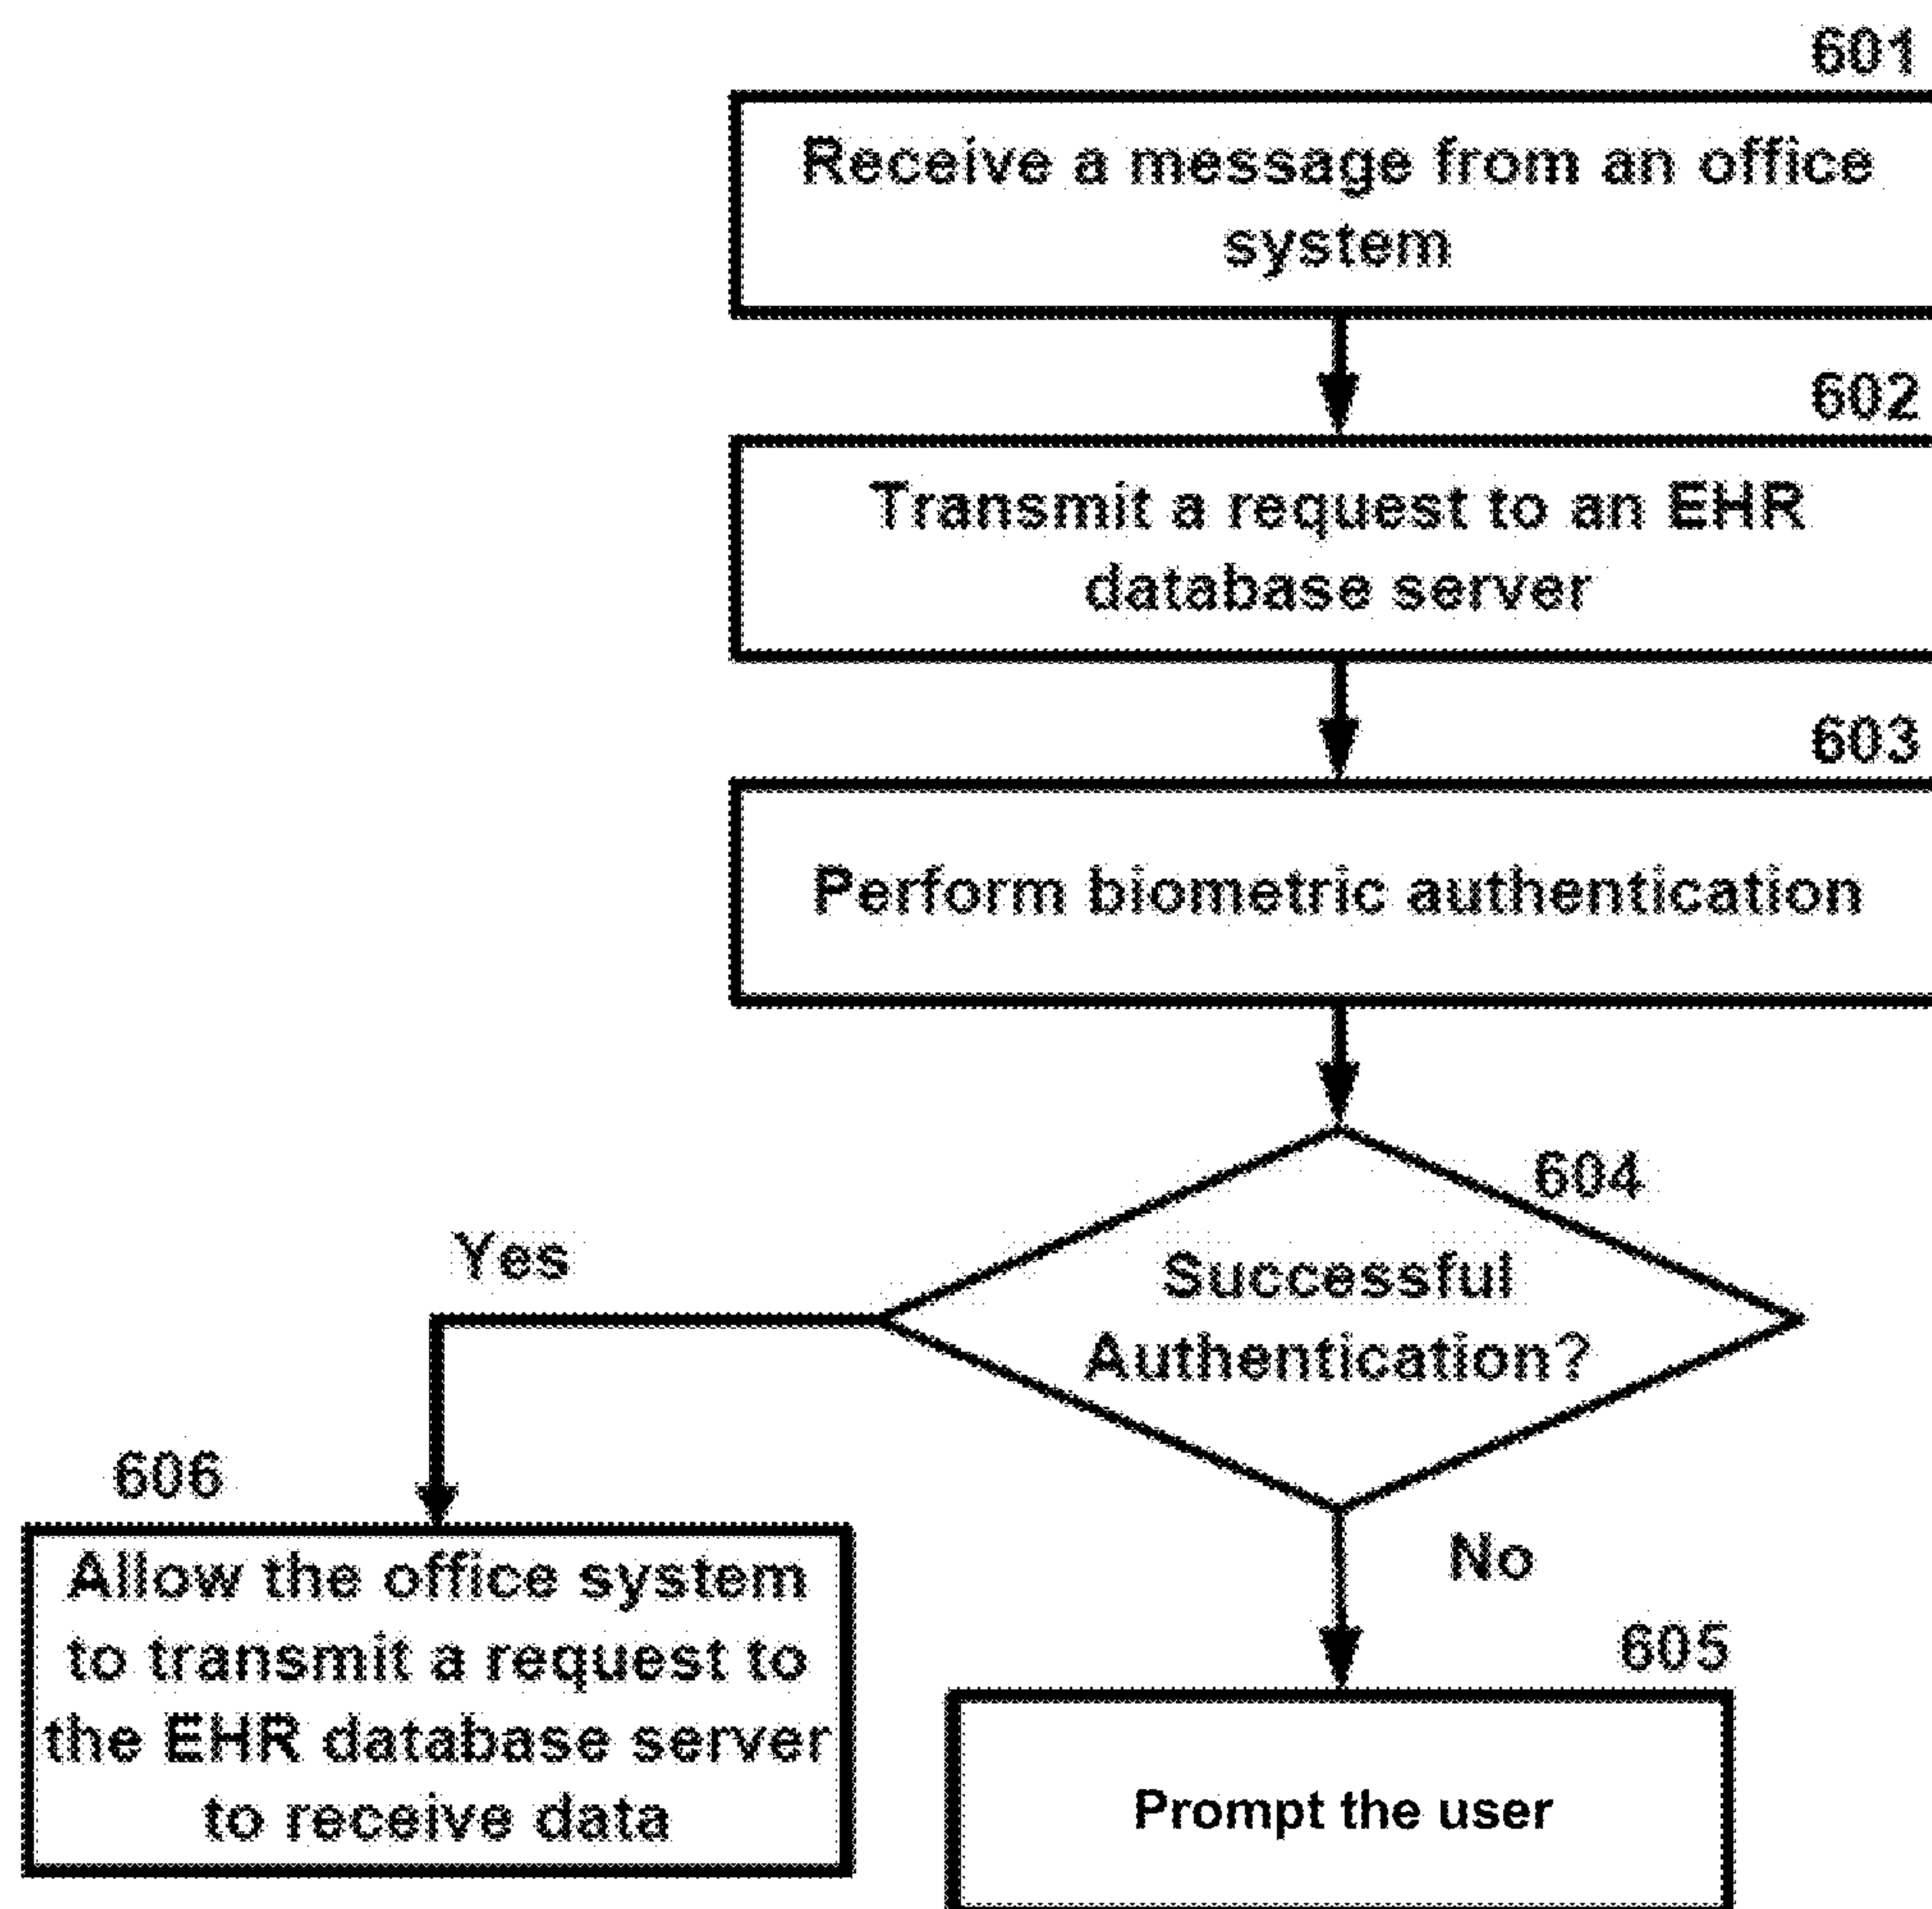 601
Receive a message from an office
system
602
Transmit a request to an EHR
database server
603
Perform biometric authentication
604
Successful
Authentication?
Yes
No
606
Allow the office system
to transmit a request to
the EHR database server
to receive data
605
Prompt the user